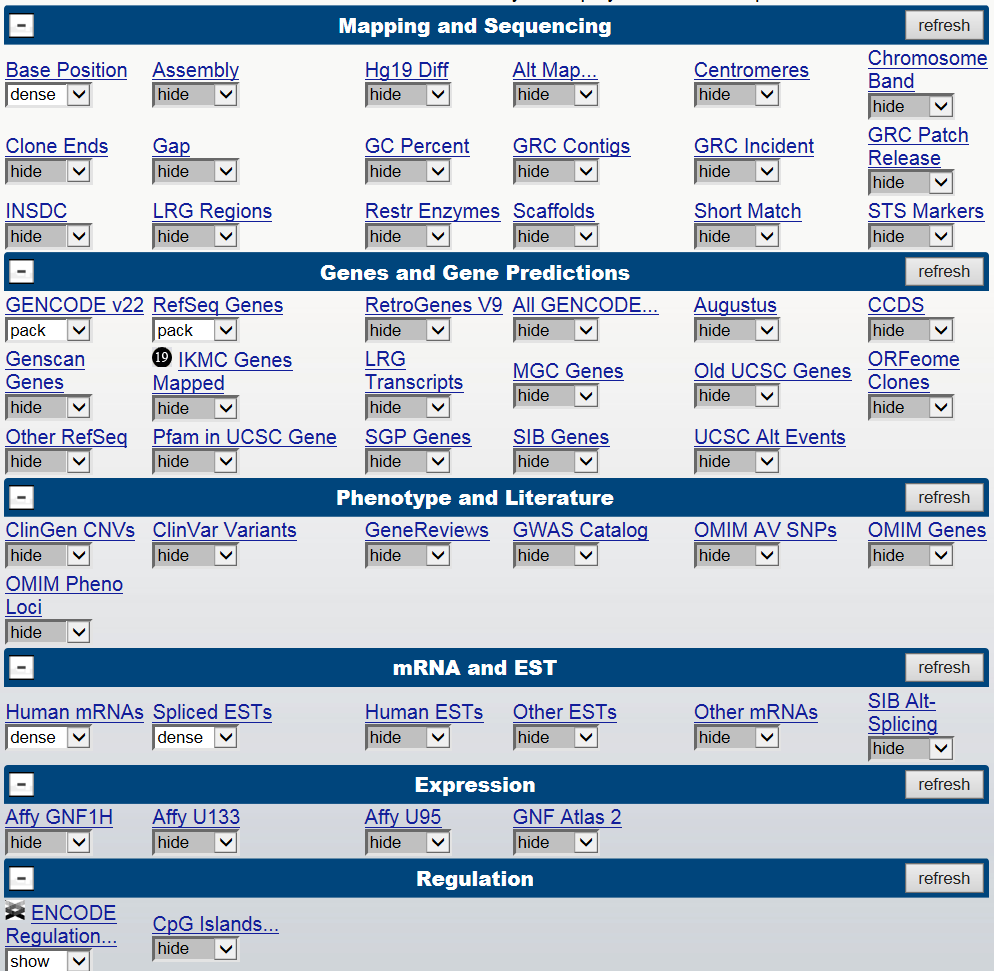 Mapping and Sequencing refresh
Base Position Assembly Hg19 Diff Alt Map... Centromeres Chromosome Band
dense hide hide hide hide hide
Clone Ends Gap GC Percent GRC Contigs GRC Incident GRC Patch Release
hide hide hide hide hide hide
INSDC LRG Regions Restr Enzymes Scaffolds Short Match STS Markers
hide hide hide hide hide hide
Genes and Gene Predictions refresh
GENCODE v22 RefSeq Genes RetroGenes V9 All GENCODE... Augustus CCDS
pack pack hide hide hide hide
Genscan Genes 19 IKMC Genes Mapped LRG Transcripts MGC Genes Old UCSC Genes ORFeome Clones
hide hide hide hide hide hide
Other RefSeq Pfam in UCSC Gene SGP Genes SIB Genes UCSC Alt Events
hide hide hide hide hide
Phenotype and Literature refresh
ClinGen CNVs ClinVar Variants GeneReviews GWAS Catalog OMIM AV SNPs OMIM Genes
hide hide hide hide hide hide
OMIM Pheno Loci
hide
mRNA and EST refresh
Human mRNAs Spliced ESTs Human ESTs Other ESTs Other mRNAs SIB Alt-Splicing
dense dense hide hide hide hide
Expression refresh
Affy GNF1H Affy U133 Affy U95 GNF Atlas 2
hide hide hide hide
Regulation refresh
ENCODE Regulation... CpG Islands...
show hide